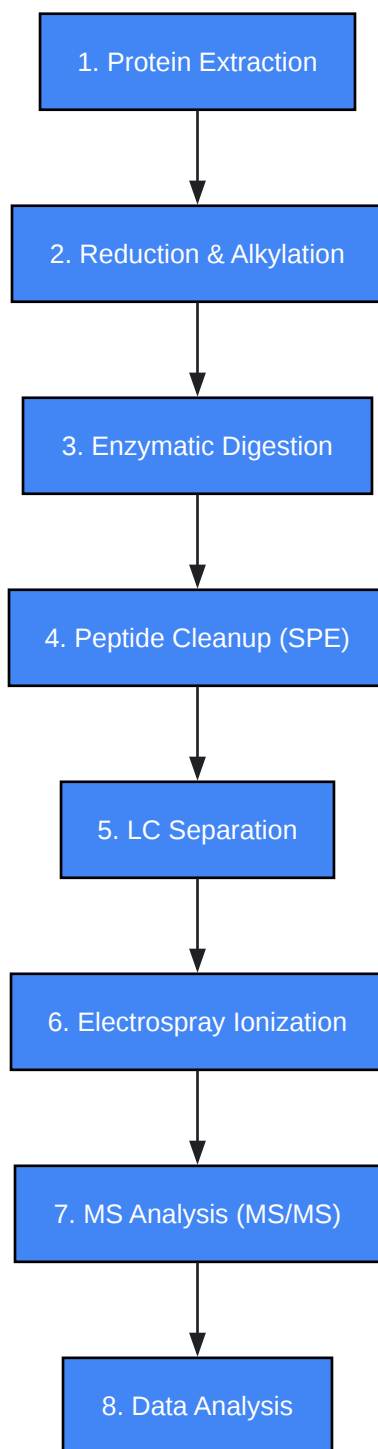 1. Protein Extraction
2. Reduction & Alkylation
3. Enzymatic Digestion
4. Peptide Cleanup (SPE)
5. LC Separation
6. Electrospray Ionization
7. MS Analysis (MS/MS)
8. Data Analysis